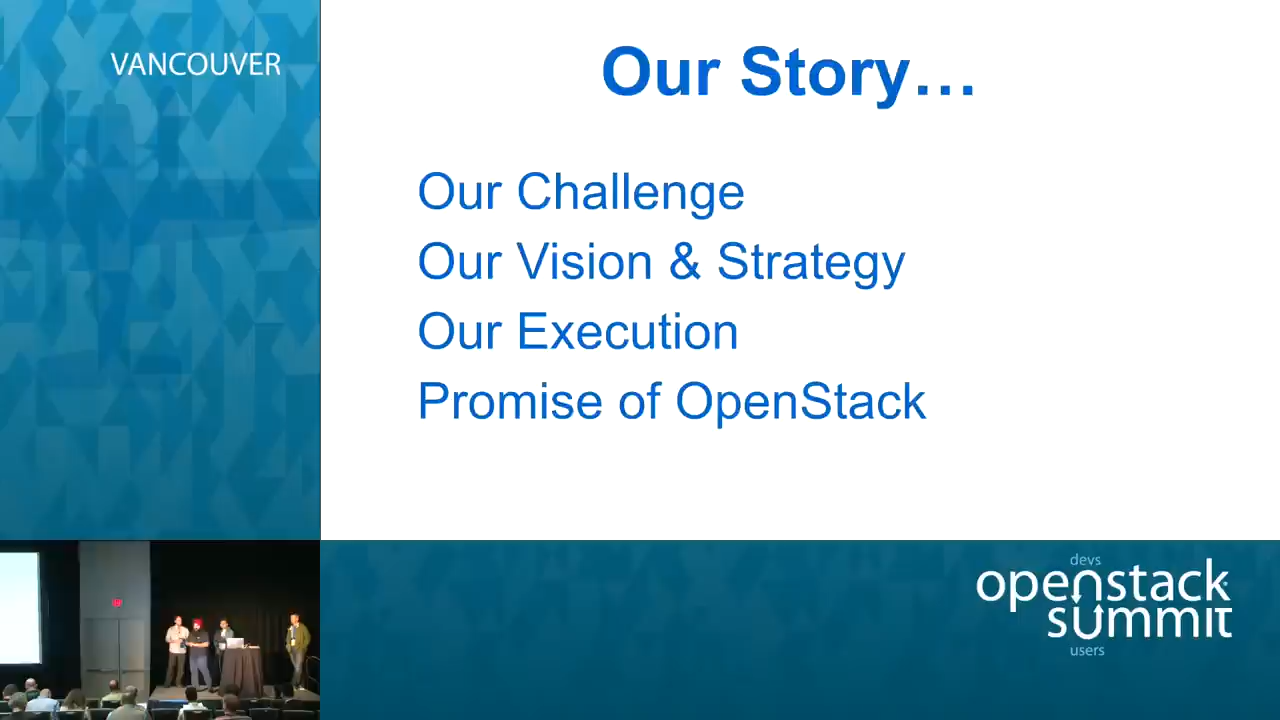 VANCOUVER
Our Story…
Our Challenge
Our Vision & Strategy
Our Execution
Promise of OpenStack
devs
openstack
summit
users